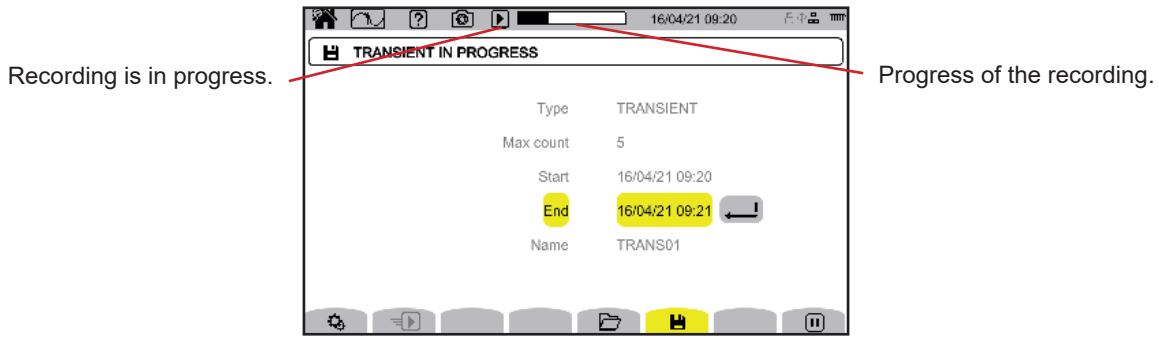 16/04/21 09:20
TRANSIENT IN PROGRESS
Recording is in progress.
Progress of the recording.
Type TRANSIENT
Max count 5
Start 16/04/21 09:20
End 16/04/21 09:21
Name TRANS01